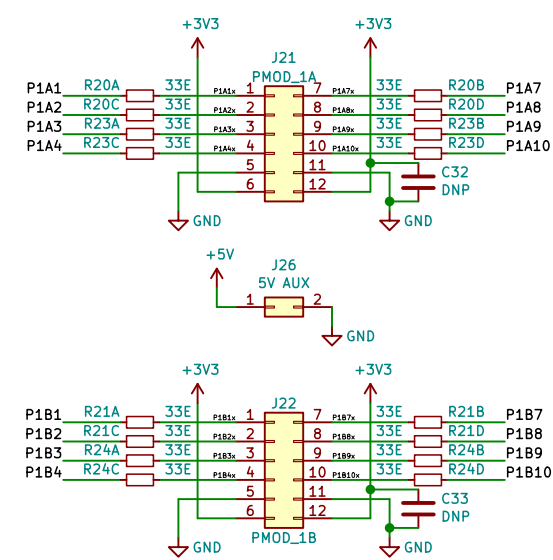 +3V3 +3V3
J21
PMOD_1A
P1A1 R20A 33E P1A1x 1 7 P1A7x 33E R20B P1A7
P1A2 R20C 33E P1A2x 2 8 P1A8x 33E R20D P1A8
P1A3 R23A 33E P1A3x 3 9 P1A9x 33E R23B P1A9
P1A4 R23C 33E P1A4x 4 10 P1A10x 33E R23D P1A10
5 11 C32
6 12 DNP
GND GND
+5V J26
5V AUX
1 2
GND
+3V3 +3V3
J22
P1B1 R21A 33E P1B1x 1 7 P1B7x 33E R21B P1B7
P1B2 R21C 33E P1B2x 2 8 P1B8x 33E R21D P1B8
P1B3 R24A 33E P1B3x 3 9 P1B9x 33E R24B P1B9
P1B4 R24C 33E P1B4x 4 10 P1B10x 33E R24D P1B10
5 11 C33
6 12 DNP
PMOD_1B
GND GND